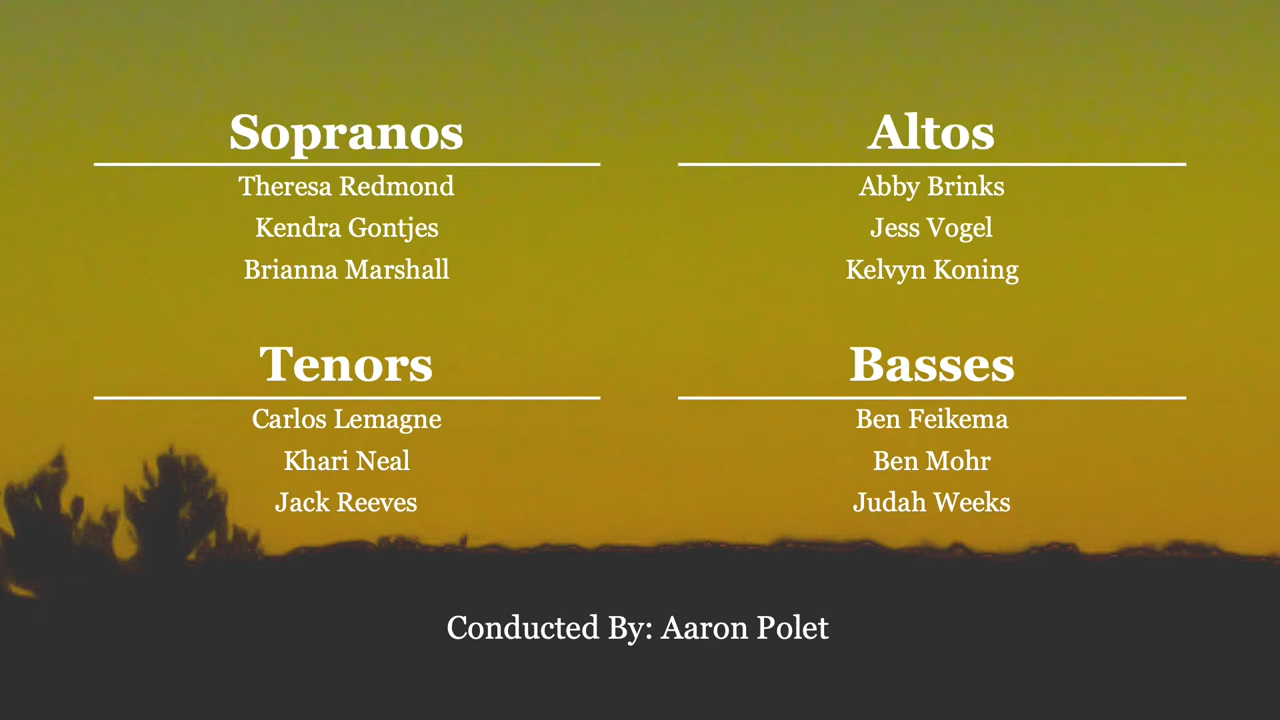 Sopranos
Theresa Redmond
Kendra Gontjes
Brianna Marshall
Altos
Abby Brinks
Jess Vogel
Kelvyn Koning
Tenors
Carlos Lemagne
Khari Neal
Jack Reeves
Basses
Ben Feikema
Ben Mohr
Judah Weeks
Conducted By: Aaron Polet